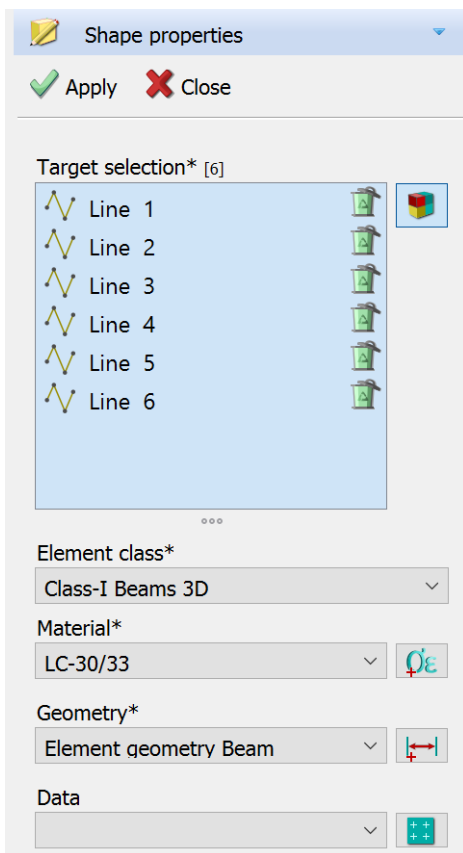 Shape properties
Apply Close
Target selection* [6]
Line 1
Line 2
Line 3
Line 4
Line 5
Line 6
Element class*
Class-I Beams 3D
Material*
LC-30/33
Geometry*
Element geometry Beam
Data